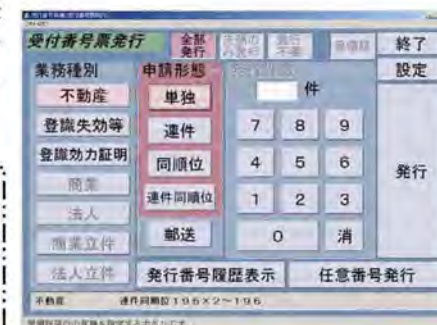 受付番号票発行 全部発行 終了
業務種別 申請形態 設定
不動産 単独 件
登識失効等 連件 7 8 9
登識効力証明 同順位 4 5 6 発行
商業 連件同順位 1 2 3
法人 郵送 0 消
商業立件
法人立件 発行番号履歴表示 任意番号発行
不動産 連件同順位195×2～196